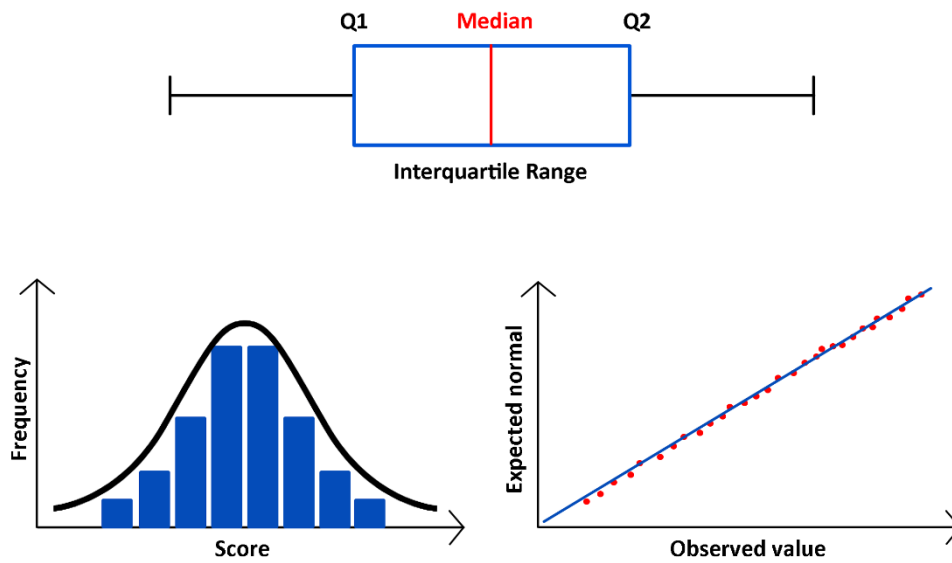 Q1 Median Q2
Interquartile Range
Frequency
Score
Expected normal
Observed value